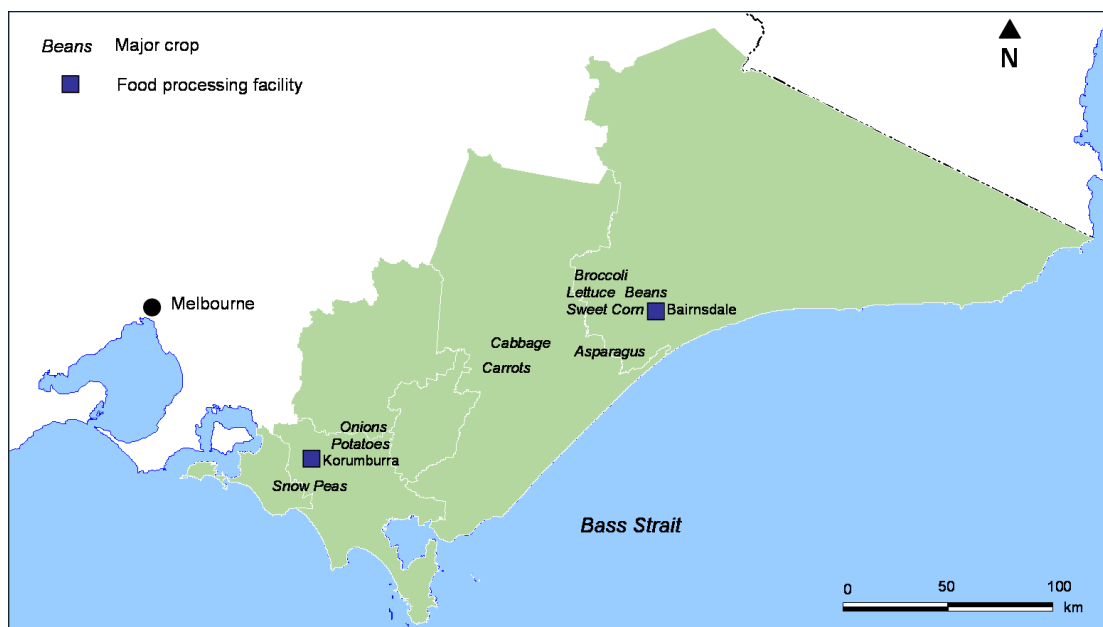 Beans Major crop
Food processing facility
N
Melbourne
Broccoli
Lettuce Beans
Sweet Corn Bairnsdale
Cabbage
Asparagus
Carrots
Onions
Potatoes
Korumburra
Snow Peas
Bass Strait
0 50 100
km